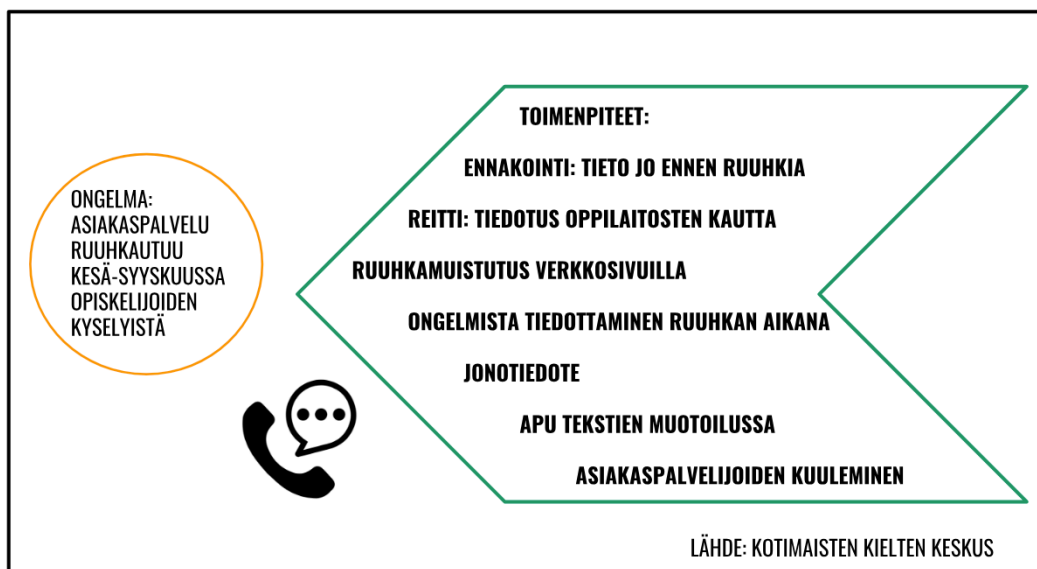 ONGELMA:
ASIAKASPALVELU
RUUHKAUTUU
KESÄ-SYYSKUUSSA
OPISKELIJOIDEN
KYSELYISTÄ
TOIMENPITEET:
ENNAKOINTI: TIETO JO ENNEN RUUHKIA
REITTI: TIEDOTUS OPPILAITOSTEN KAUTTA
RUUHKAMUISTUTUS VERKKOSIVUILLA
ONGELMISTA TIEDOTTAMINEN RUUHKAN AIKANA
JONOTIEDOTE
APU TEKSTIEN MUOTOILUSSA
ASIAKASPALVELIJOIDEN KUULEMINEN
LÄHDE: KOTIMAISTEN KIELTEN KESKUS